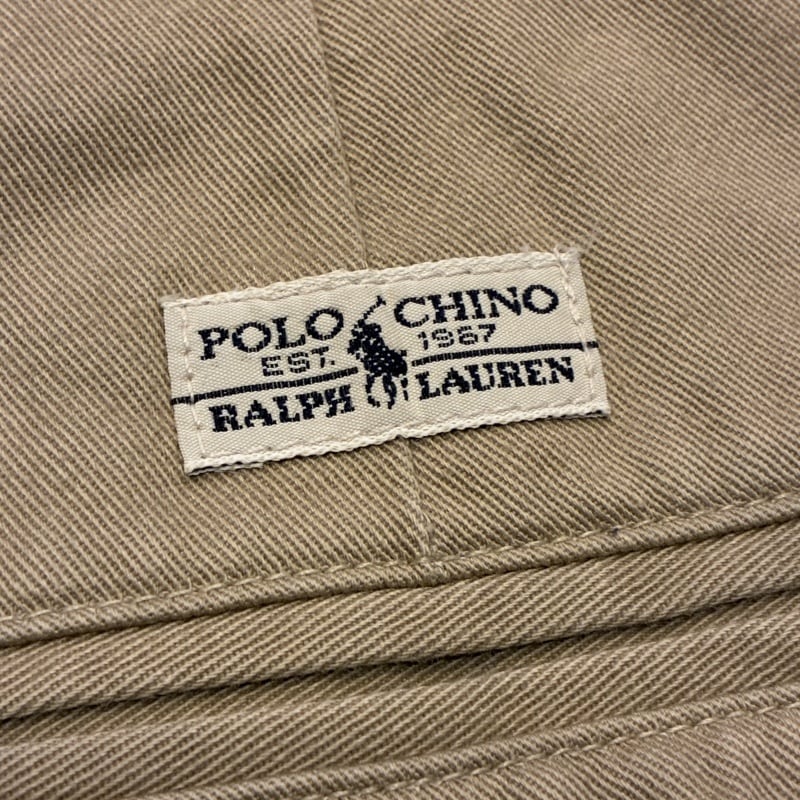 POLO CHINO
EST. 1967
RALPH LAUREN